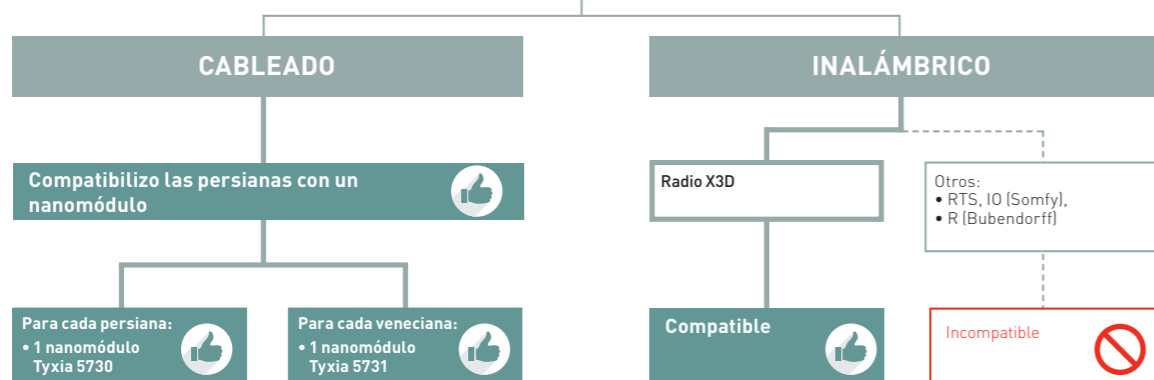 CABLEADO
INALÁMBRICO
Compatibilizo las persianas con un
nanomódulo
Radio X3D
Otros:
• RTS, IO (Somfy),
• R (Bubendorff)
Para cada persiana:
• 1 nanomódulo
Tyxia 5730
Para cada veneciana:
• 1 nanomódulo
Tyxia 5731
Compatible
Incompatible